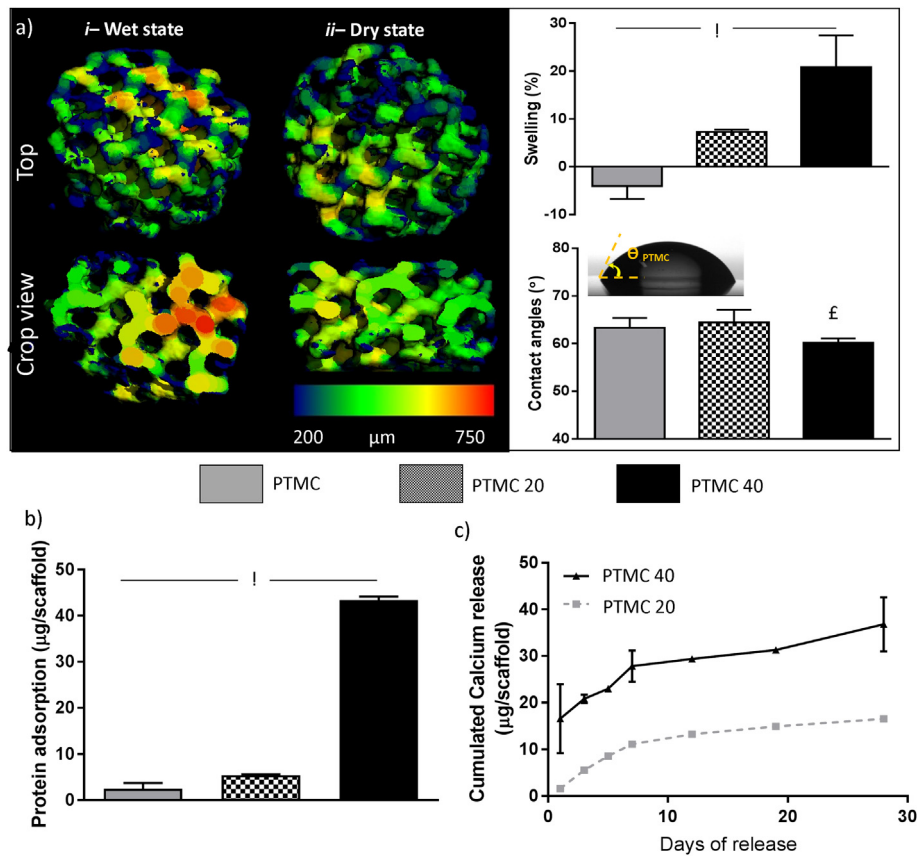 a)
i– Wet state
ii– Dry state
Top
Crop view
200 μm 750
Swelling (%)
30
20
10
0
-10
!
Contact angles (º)
80
70
60
50
40
θ PTMC
£
PTMC
PTMC 20
PTMC 40
b)
Protein adsorption (μg/scaffold)
50
40
30
20
10
0
!
c)
Cumulated Calcium release
(μg/scaffold)
50
40
30
20
10
0
PTMC 40
PTMC 20
0 10 20 30
Days of release